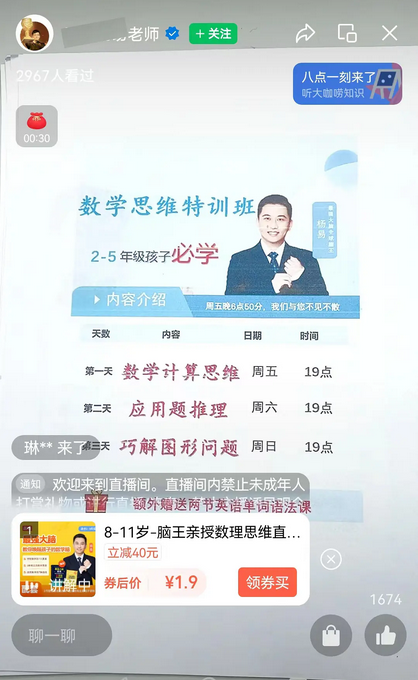 老师
+ 关注
2967人看过
八点一刻来了
听大咖唠知识
00:30
数学思维特训班
杨易
2-5年级孩子必学
内容介绍
周五晚6点50分，我们与您不见不散
天数 内容 日期 时间
第一天 数学计算思维 周五 19点
第二天 应用题推理 周六 19点
第三天 巧解图形问题 周日 19点
琳** 来了
通知 欢迎来到直播间。直播间内禁止未成年人
额外赠送两节英语单词语法课
1
最强大脑
讲解中
8-11岁-脑王亲授数理思维直...
立减40元
券后价 ¥1.9
领券买
1674
聊一聊